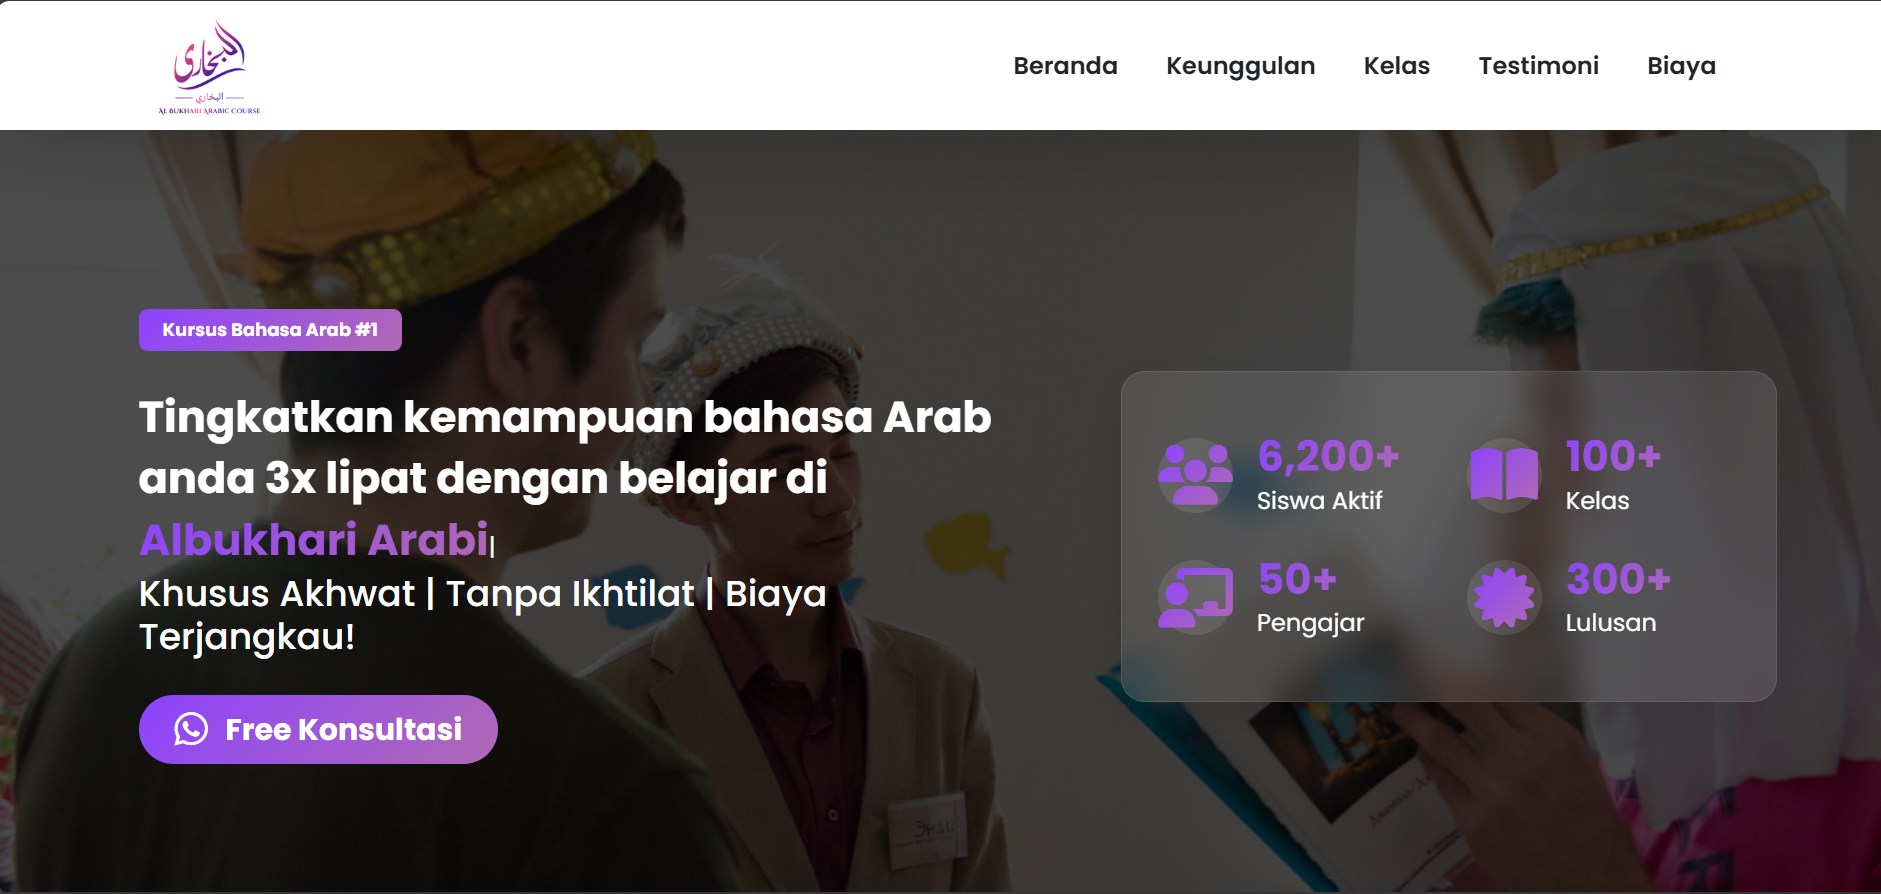 البخاري
البخاري
AL BUKHARI ARABIC COURSE
Beranda
Keunggulan
Kelas
Testimoni
Biaya
Kursus Bahasa Arab #1
Tingkatkan kemampuan bahasa Arab
anda 3x lipat dengan belajar di
Albukhari Arabi|
Khusus Akhwat | Tanpa Ikhtilat | Biaya
Terjangkau!
Free Konsultasi
6,200+
Siswa Aktif
100+
Kelas
50+
Pengajar
300+
Lulusan